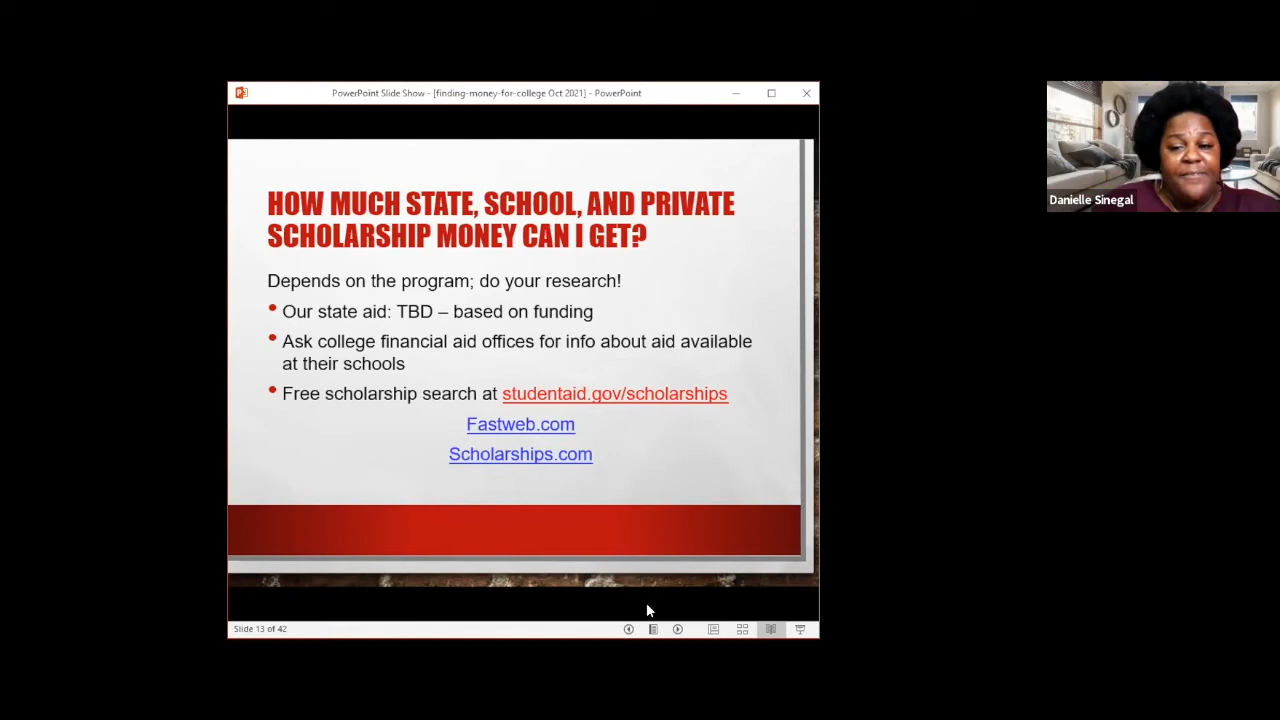 PowerPoint Slide Show - [finding-money-for-college Oct 2021] - PowerPoint
HOW MUCH STATE, SCHOOL, AND PRIVATE
SCHOLARSHIP MONEY CAN I GET?
Depends on the program; do your research!
• Our state aid: TBD – based on funding
• Ask college financial aid offices for info about aid available
at their schools
• Free scholarship search at studentaid.gov/scholarships
Fastweb.com
Scholarships.com
Slide 13 of 42
Danielle Sinegal